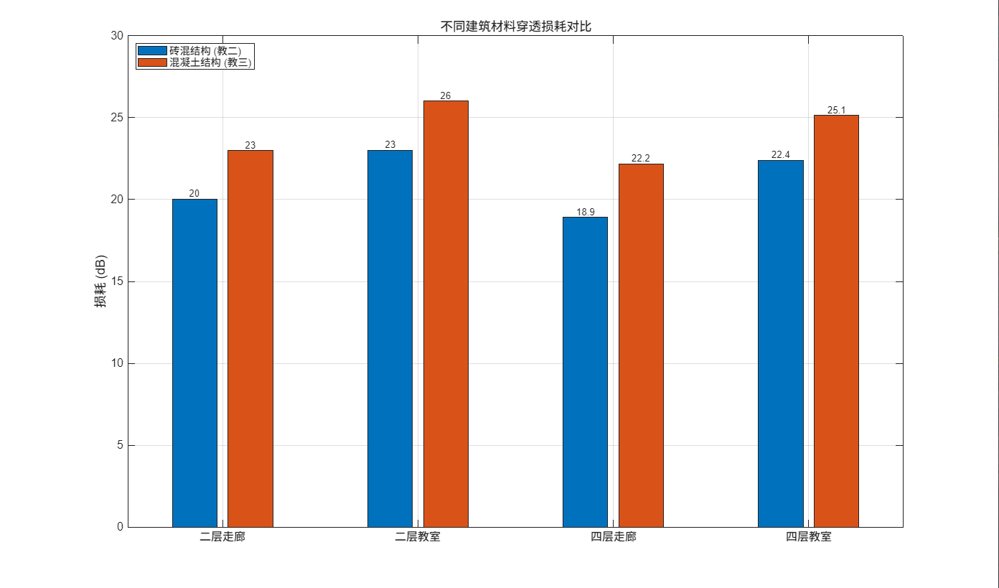 不同建筑材料穿透损耗对比
砖混结构 (教二)
混凝土结构 (教三)
损耗 (dB)
30
25
20
15
10
5
0
20
23
23
26
18.9
22.2
22.4
25.1
二层走廊
二层教室
四层走廊
四层教室